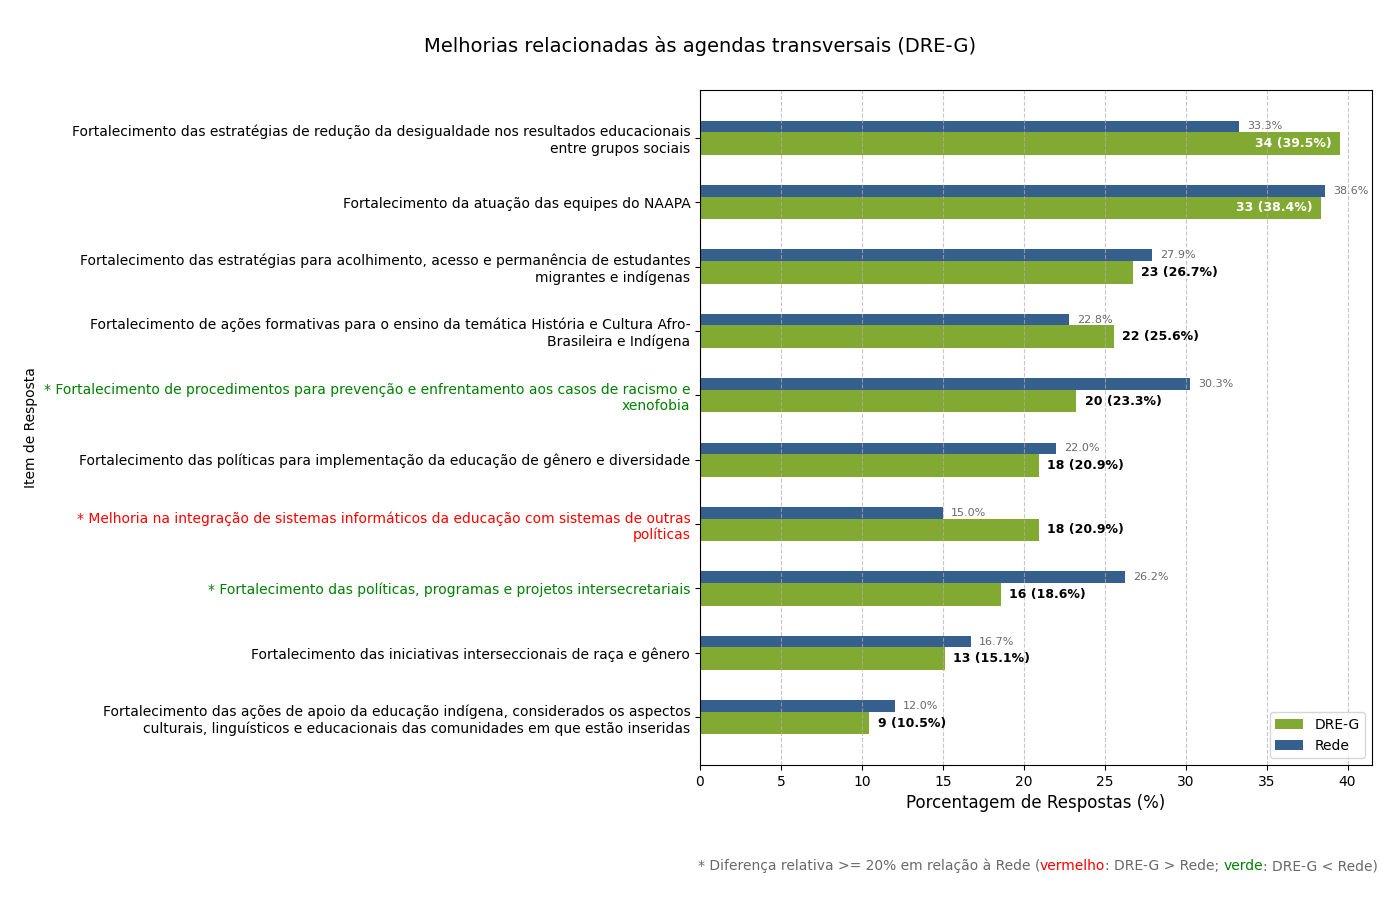 Melhorias relacionadas às agendas transversais (DRE-G)
Fortalecimento das estratégias de redução da desigualdade nos resultados educacionais
entre grupos sociais
33.3%
34 (39.5%)
Fortalecimento da atuação das equipes do NAAPA
38.6%
33 (38.4%)
Fortalecimento das estratégias para acolhimento, acesso e permanência de estudantes
migrantes e indígenas
27.9%
23 (26.7%)
Fortalecimento de ações formativas para o ensino da temática História e Cultura Afro-
Brasileira e Indígena
22.8%
22 (25.6%)
* Fortalecimento de procedimentos para prevenção e enfrentamento aos casos de racismo e
xenofobia
30.3%
20 (23.3%)
Fortalecimento das políticas para implementação da educação de gênero e diversidade
22.0%
18 (20.9%)
* Melhoria na integração de sistemas informáticos da educação com sistemas de outras
políticas
15.0%
18 (20.9%)
* Fortalecimento das políticas, programas e projetos intersecretariais
26.2%
16 (18.6%)
Fortalecimento das iniciativas interseccionais de raça e gênero
16.7%
13 (15.1%)
Fortalecimento das ações de apoio da educação indígena, considerados os aspectos
culturais, linguísticos e educacionais das comunidades em que estão inseridas
12.0%
9 (10.5%)
Item de Resposta
DRE-G
Rede
0 5 10 15 20 25 30 35 40
Porcentagem de Respostas (%)
* Diferença relativa >= 20% em relação à Rede (vermelho: DRE-G > Rede; verde: DRE-G < Rede)